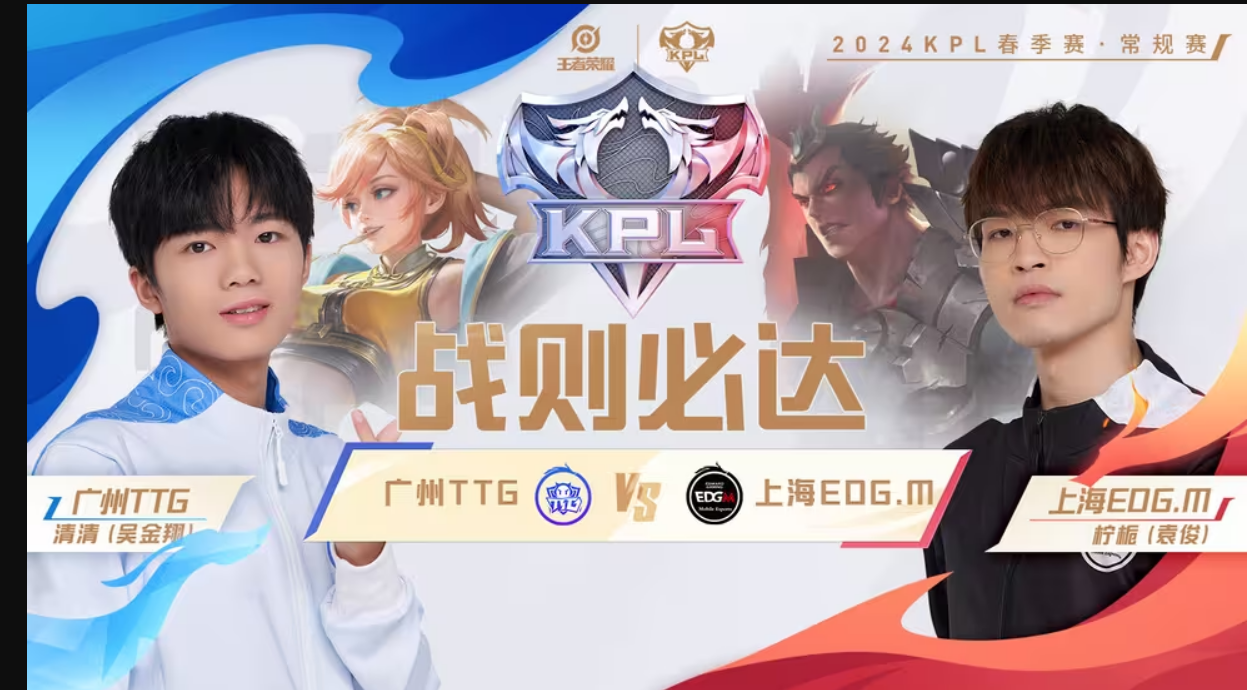 王者荣耀
KPL
2024KPL春季赛·常规赛
KPL
战则必达
广州TTG
VS
EDG.M
上海EDG.M
广州TTG
清清（吴金翔）
上海EDG.M
柠栀（袁俊）